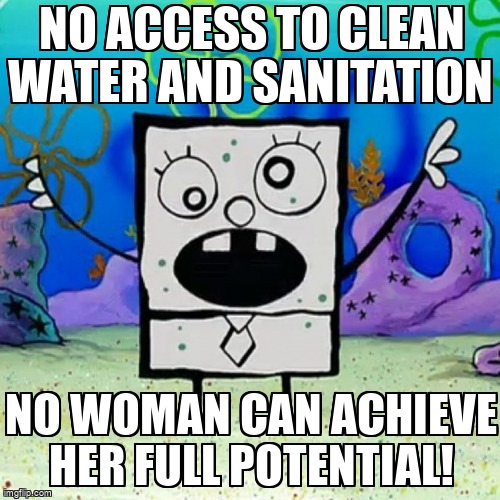 NO ACCESS TO CLEAN
WATER AND SANITATION
NO WOMAN CAN ACHIEVE
HER FULL POTENTIAL!
imgflip.com